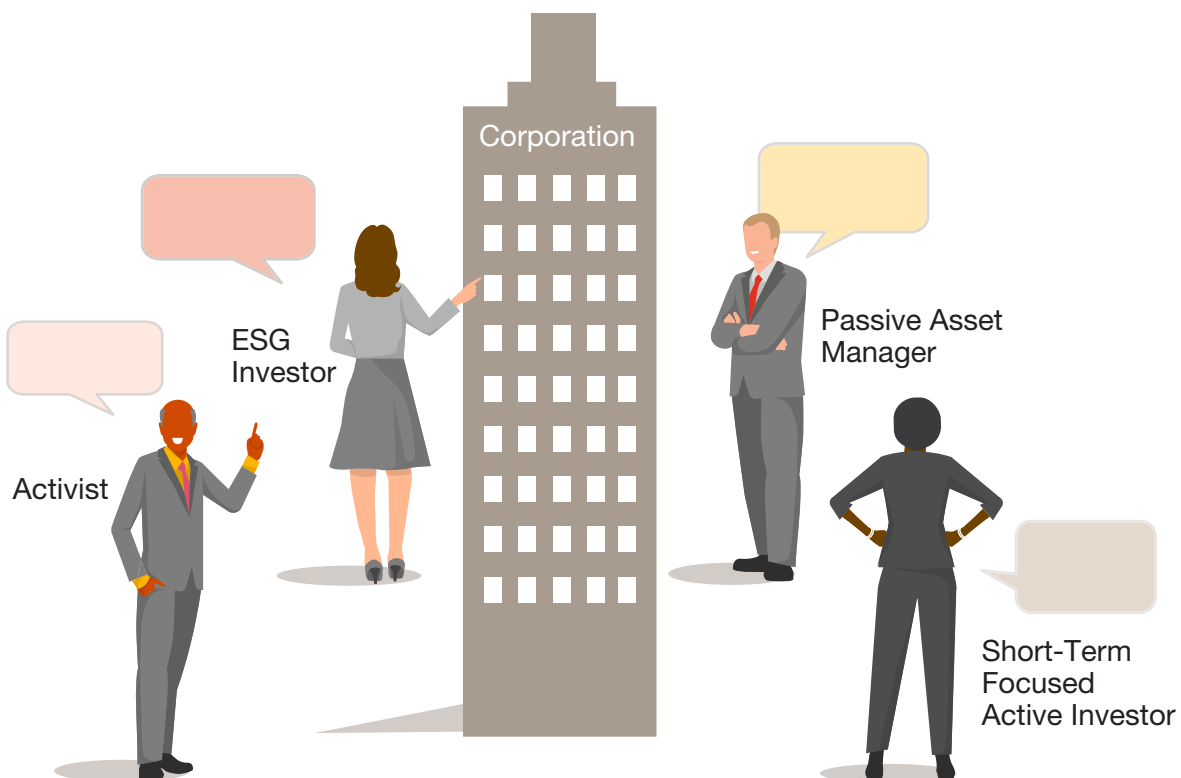 Corporation
ESG
Investor
Passive Asset
Manager
Activist
Short-Term
Focused
Active Investor